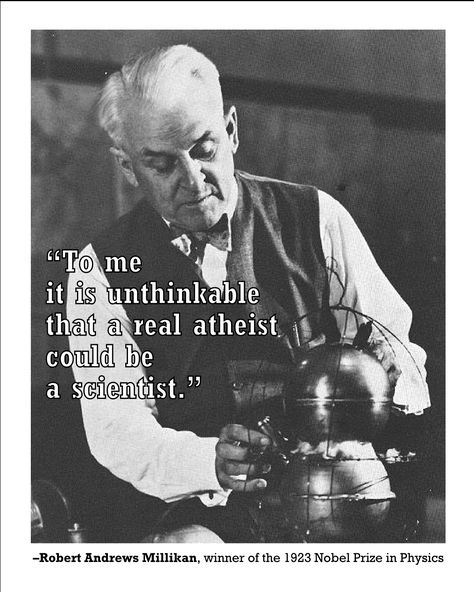 “To me
it is unthinkable
that a real atheist
could be
a scientist.”
–Robert Andrews Millikan, winner of the 1923 Nobel Prize in Physics